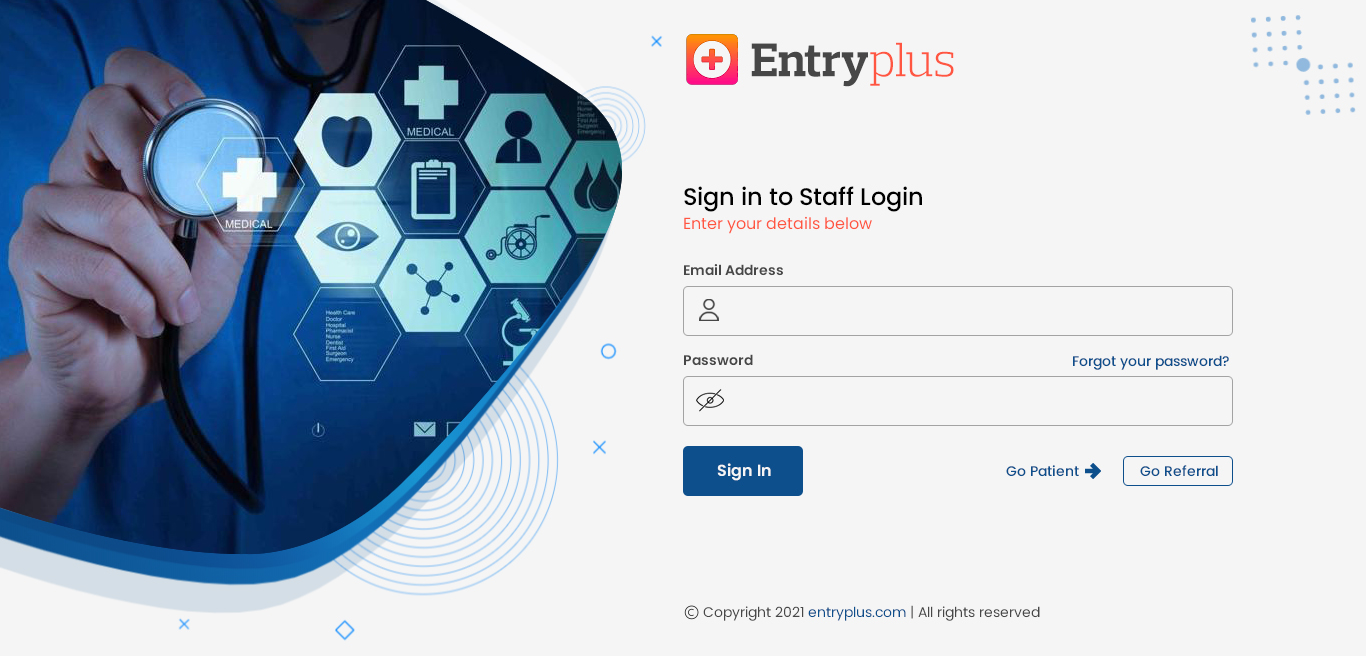 Entryplus
MEDICAL
MEDICAL
Health Care
Doctor
Hospital
Pharmacist
Nurse
Dentist
First Aid
Surgeon
Emergency
Sign in to Staff Login
Enter your details below
Email Address
Password
Forgot your password?
Sign In
Go Patient
Go Referral
© Copyright 2021 entryplus.com | All rights reserved